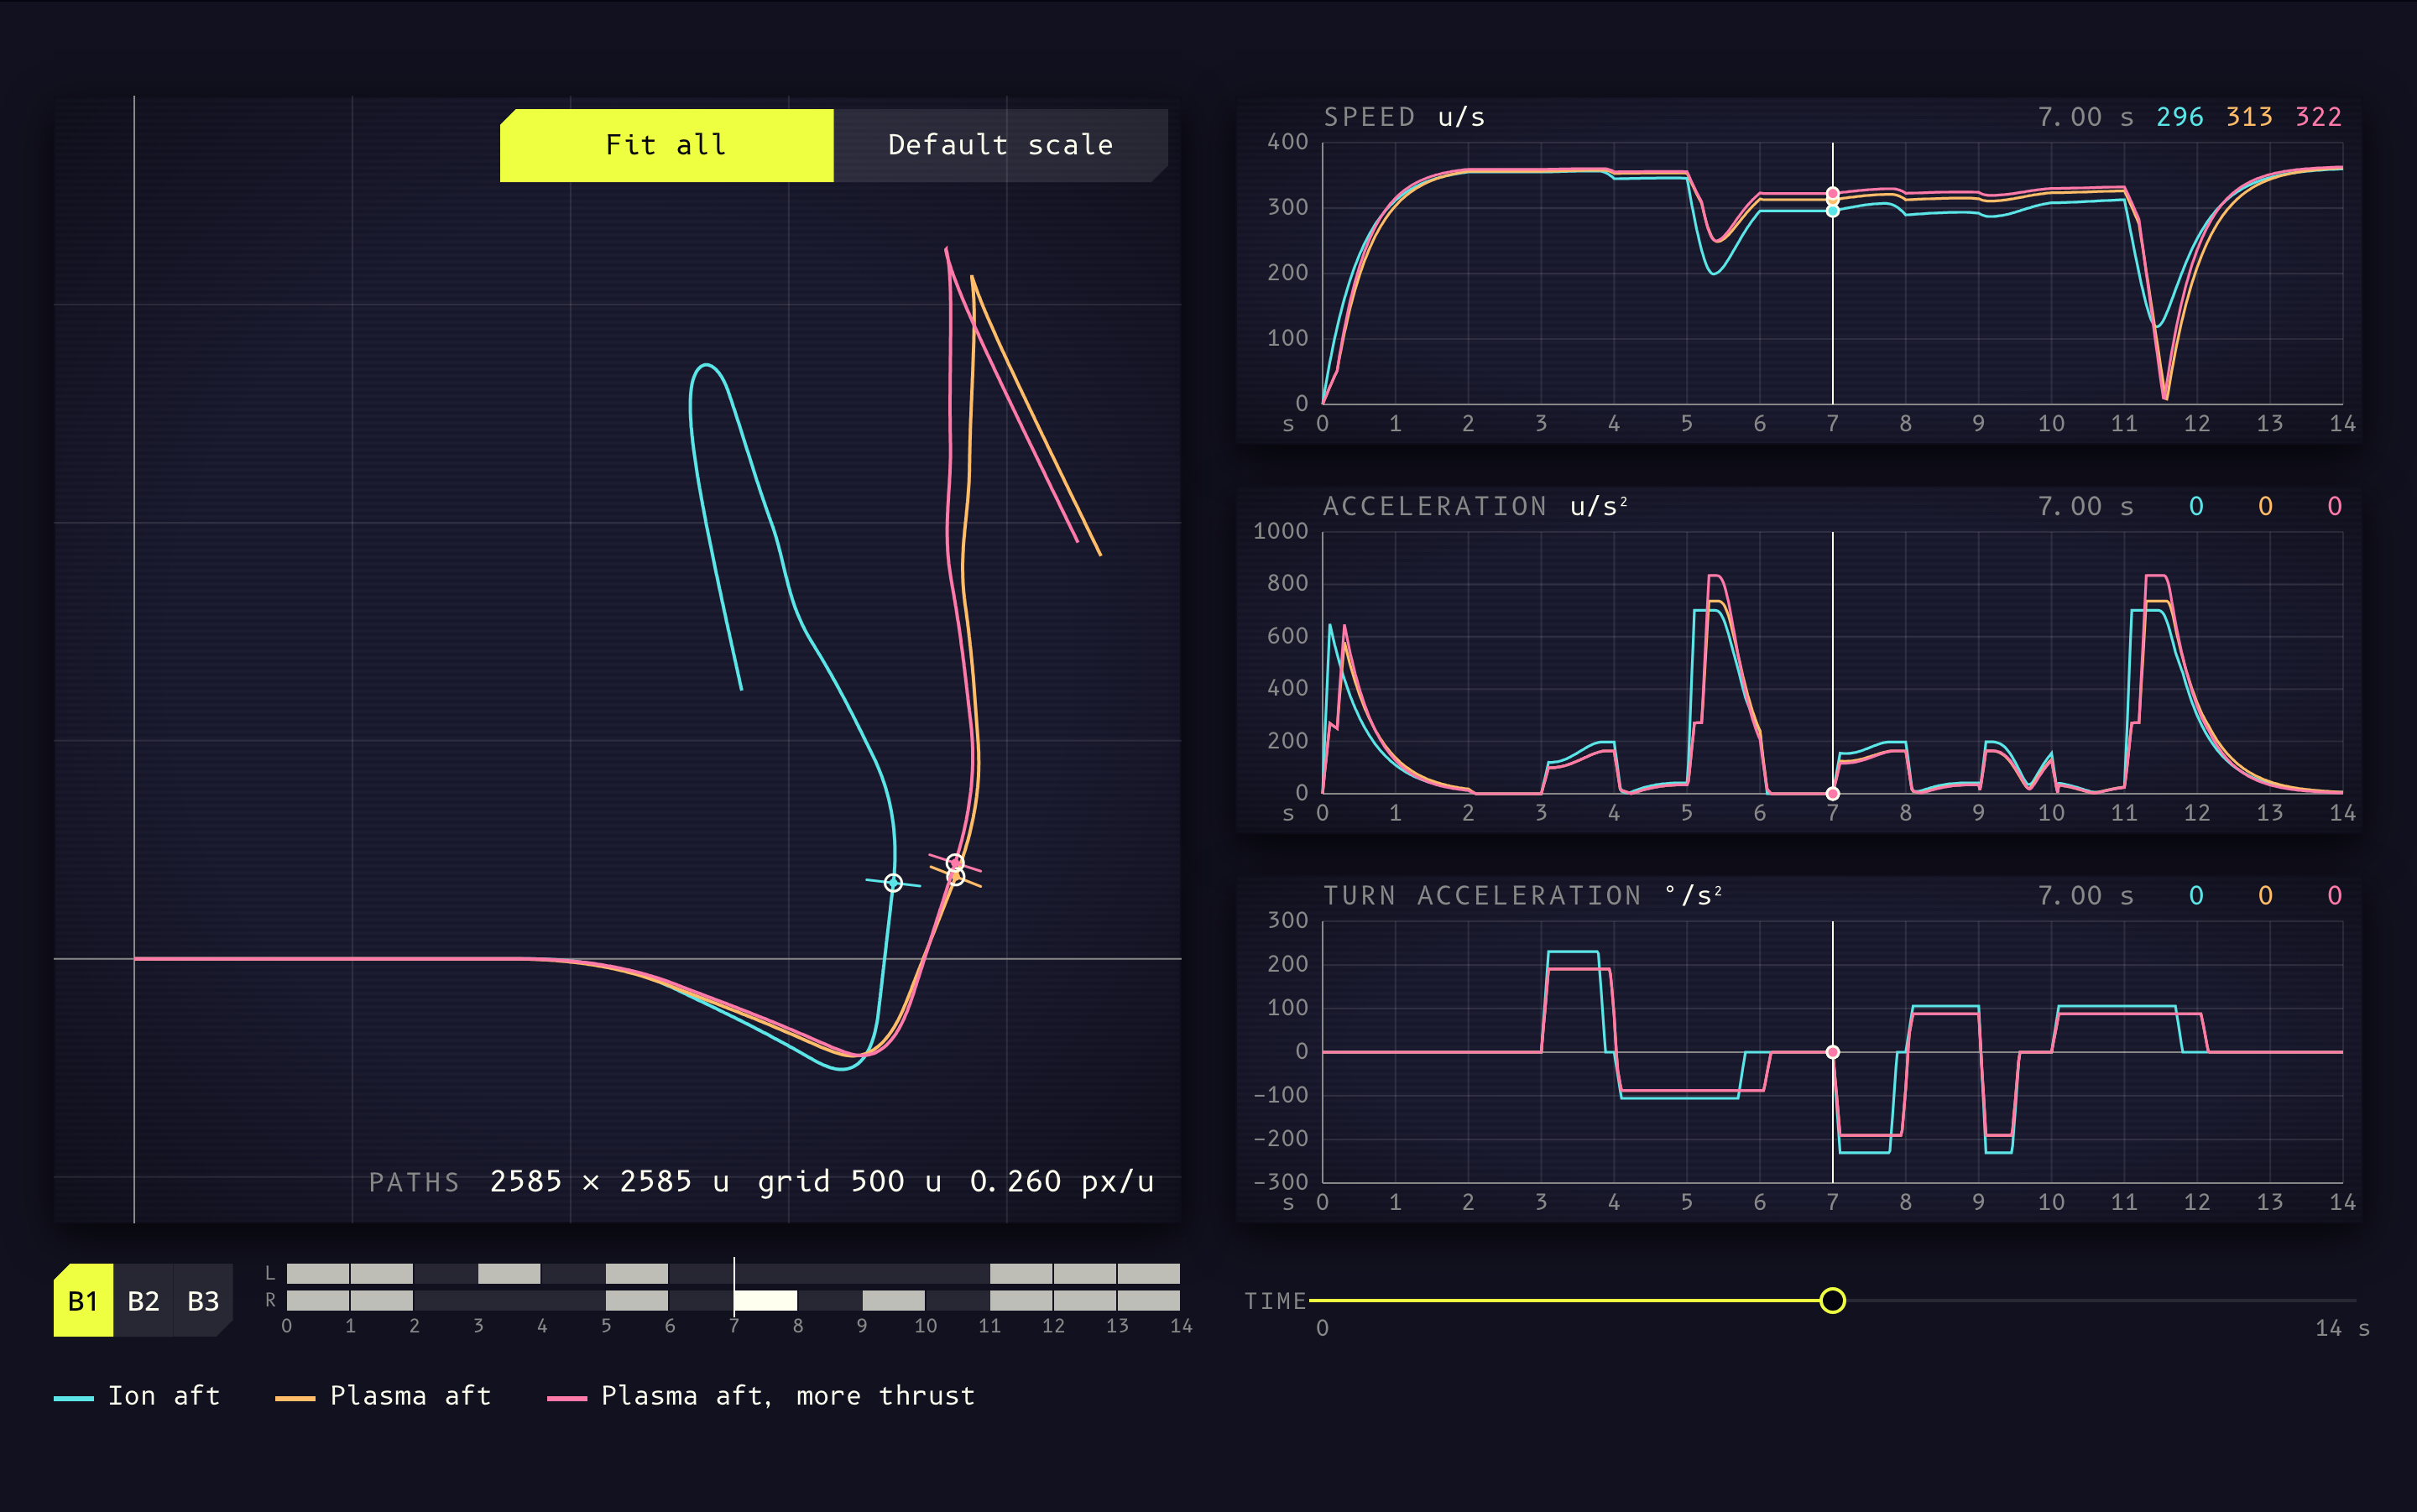 Fit all Default scale
PATHS 2585 × 2585 u grid 500 u 0.260 px/u
SPEED u/s 7.00 s 296 313 322
400
300
200
100
0
s 0 1 2 3 4 5 6 7 8 9 10 11 12 13 14
ACCELERATION u/s² 7.00 s 0 0 0
1000
800
600
400
200
0
s 0 1 2 3 4 5 6 7 8 9 10 11 12 13 14
TURN ACCELERATION °/s² 7.00 s 0 0 0
300
200
100
0
−100
−200
−300
s 0 1 2 3 4 5 6 7 8 9 10 11 12 13 14
B1 B2 B3
L
R
0 1 2 3 4 5 6 7 8 9 10 11 12 13 14
TIME
0 14 s
Ion aft Plasma aft Plasma aft, more thrust